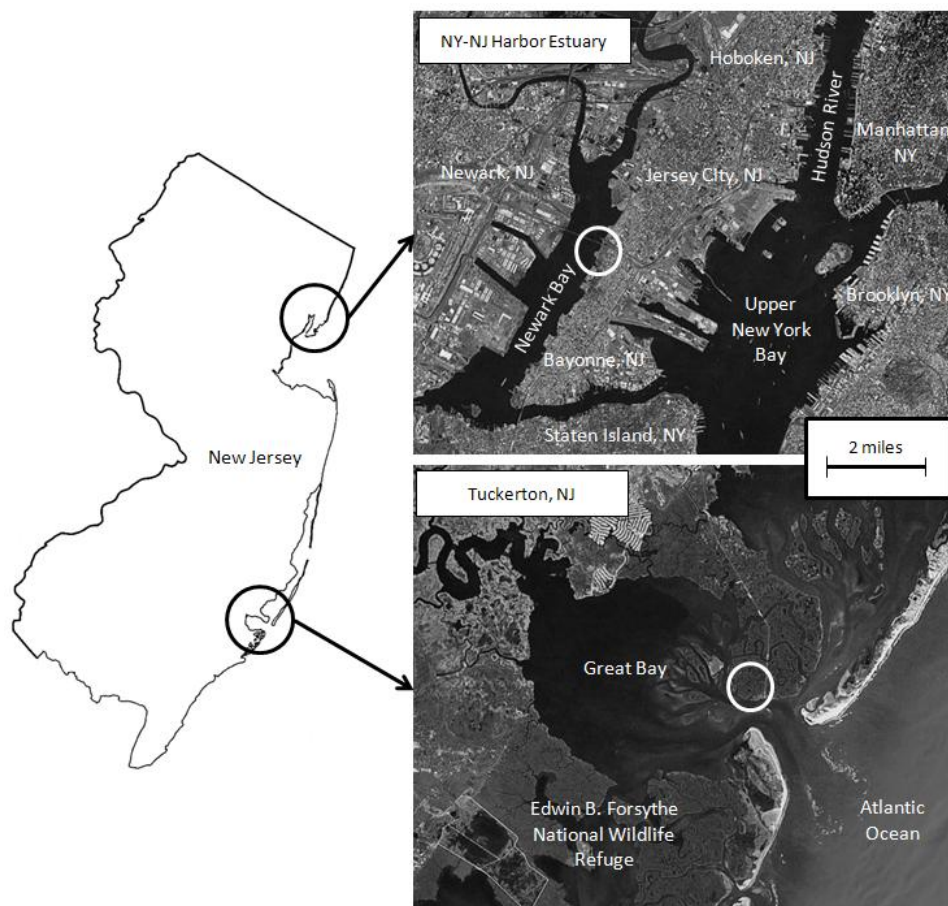 NY-NJ Harbor Estuary
Hoboken, NJ
Hudson River
Manhattan,
NY
Newark, NJ
Jersey City, NJ
Newark Bay
Upper
New York
Bay
Brooklyn, NY
Bayonne, NJ
Staten Island, NY
2 miles
New Jersey
Tuckerton, NJ
Great Bay
Edwin B. Forsythe
National Wildlife
Refuge
Atlantic
Ocean